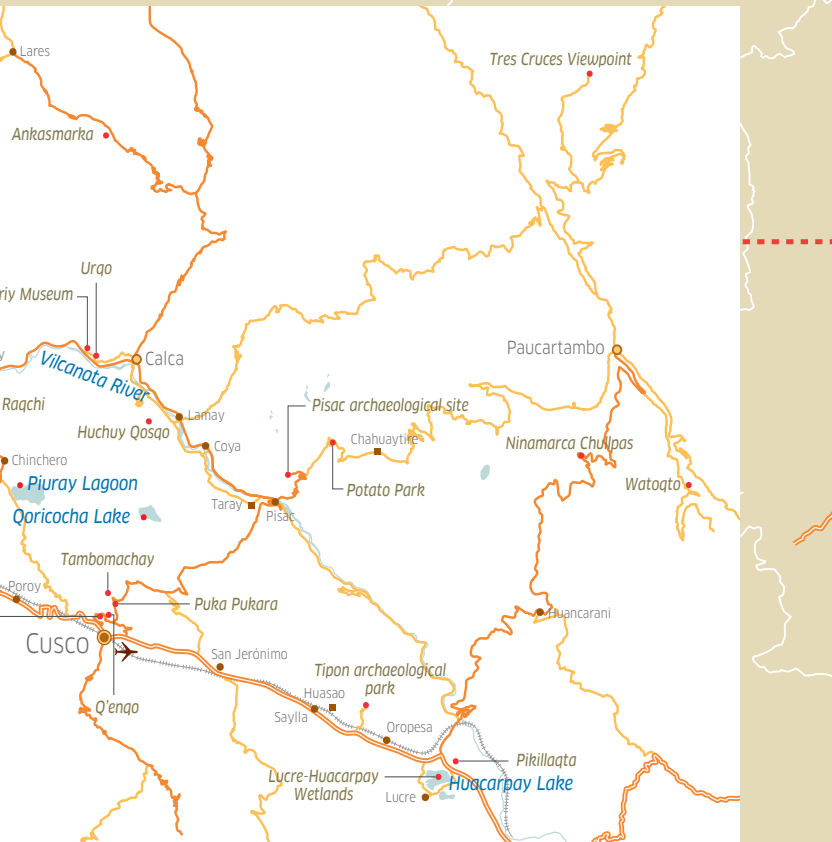 Lares
Tres Cruces Viewpoint
Ankasmarka
Urqo
riy Museum
Paucartambo
Calca
y
Vilcanota River
Raqchi
Pisac archaeological site
Lamay
Huchuy Qosqo
Chahuaytire
Ninamarca Chullpas
Coya
Chinchero
Piuray Lagoon
Potato Park
Watoqto
Taray
Pisac
Qoricocha Lake
Tambomachay
Poroy
Puka Pukara
Huancarani
Cusco
San Jerónimo
Tipon archaeological
park
Huasao
Q'enqo
Saylla
Oropesa
Pikillaqta
Lucre-Huacarpay
Wetlands
Huacarpay Lake
Lucre